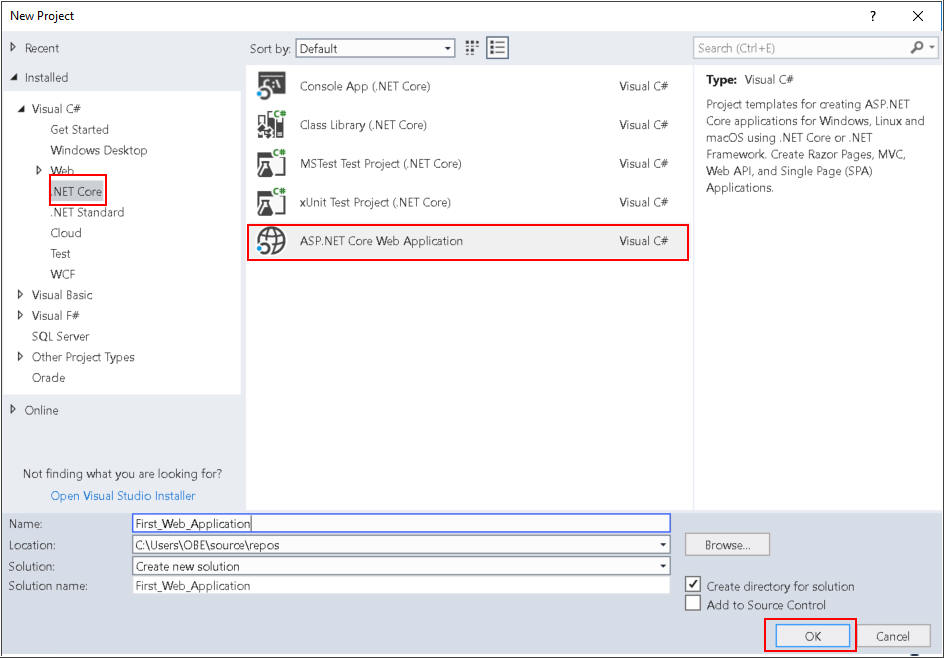 New Project
?
Recent
Installed
Visual C#
Get Started
Windows Desktop
Web
.NET Core
.NET Standard
Cloud
Test
WCF
Visual Basic
Visual F#
SQL Server
Other Project Types
Oracle
Online
Not finding what you are looking for?
Open Visual Studio Installer
Sort by: Default
Console App (.NET Core) Visual C#
Class Library (.NET Core) Visual C#
MSTest Test Project (.NET Core) Visual C#
xUnit Test Project (.NET Core) Visual C#
ASP.NET Core Web Application Visual C#
Search (Ctrl+E)
Type: Visual C#
Project templates for creating ASP.NET
Core applications for Windows, Linux and
macOS using .NET Core or .NET
Framework. Create Razor Pages, MVC,
Web API, and Single Page (SPA)
Applications.
Name: First_Web_Application
Location: C:\Users\OBE\source\repos
Solution: Create new solution
Solution name: First_Web_Application
Browse...
Create directory for solution
Add to Source Control
OK Cancel